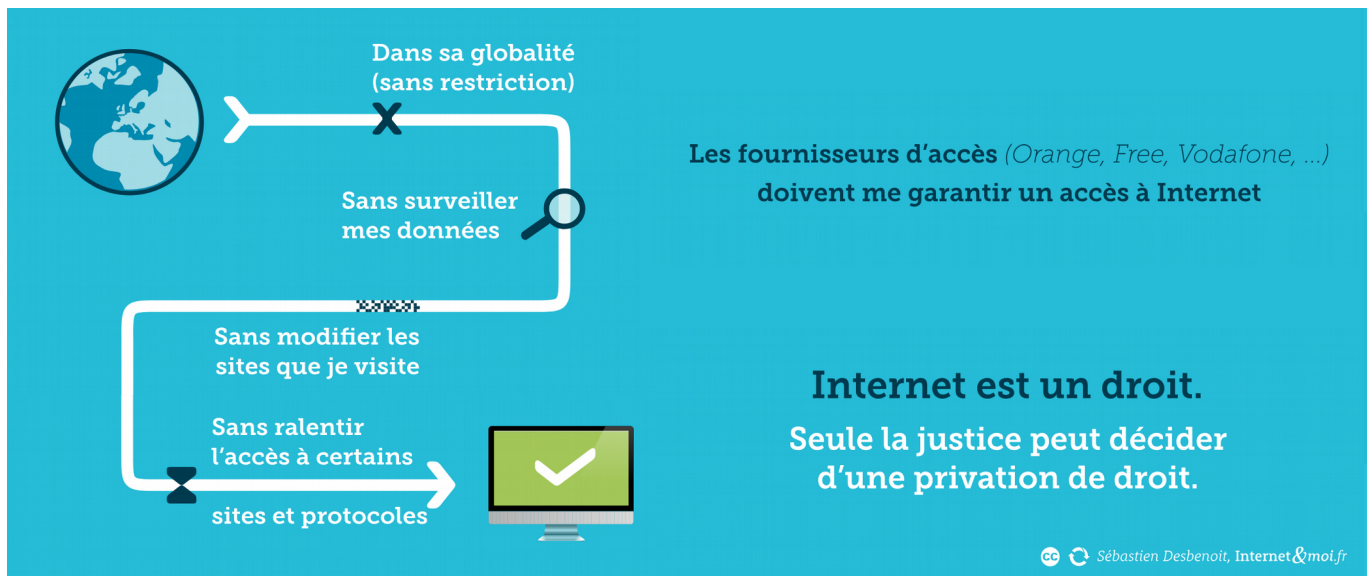 Dans sa globalité
(sans restriction)
Sans surveiller
mes données
Sans modifier les
sites que je visite
Sans ralentir
l’accès à certains
sites et protocoles
Les fournisseurs d’accès (Orange, Free, Vodafone, ...)
doivent me garantir un accès à Internet
Internet est un droit.
Seule la justice peut décider
d’une privation de droit.
cc Sébastien Desbenoit, Internet&moi.fr